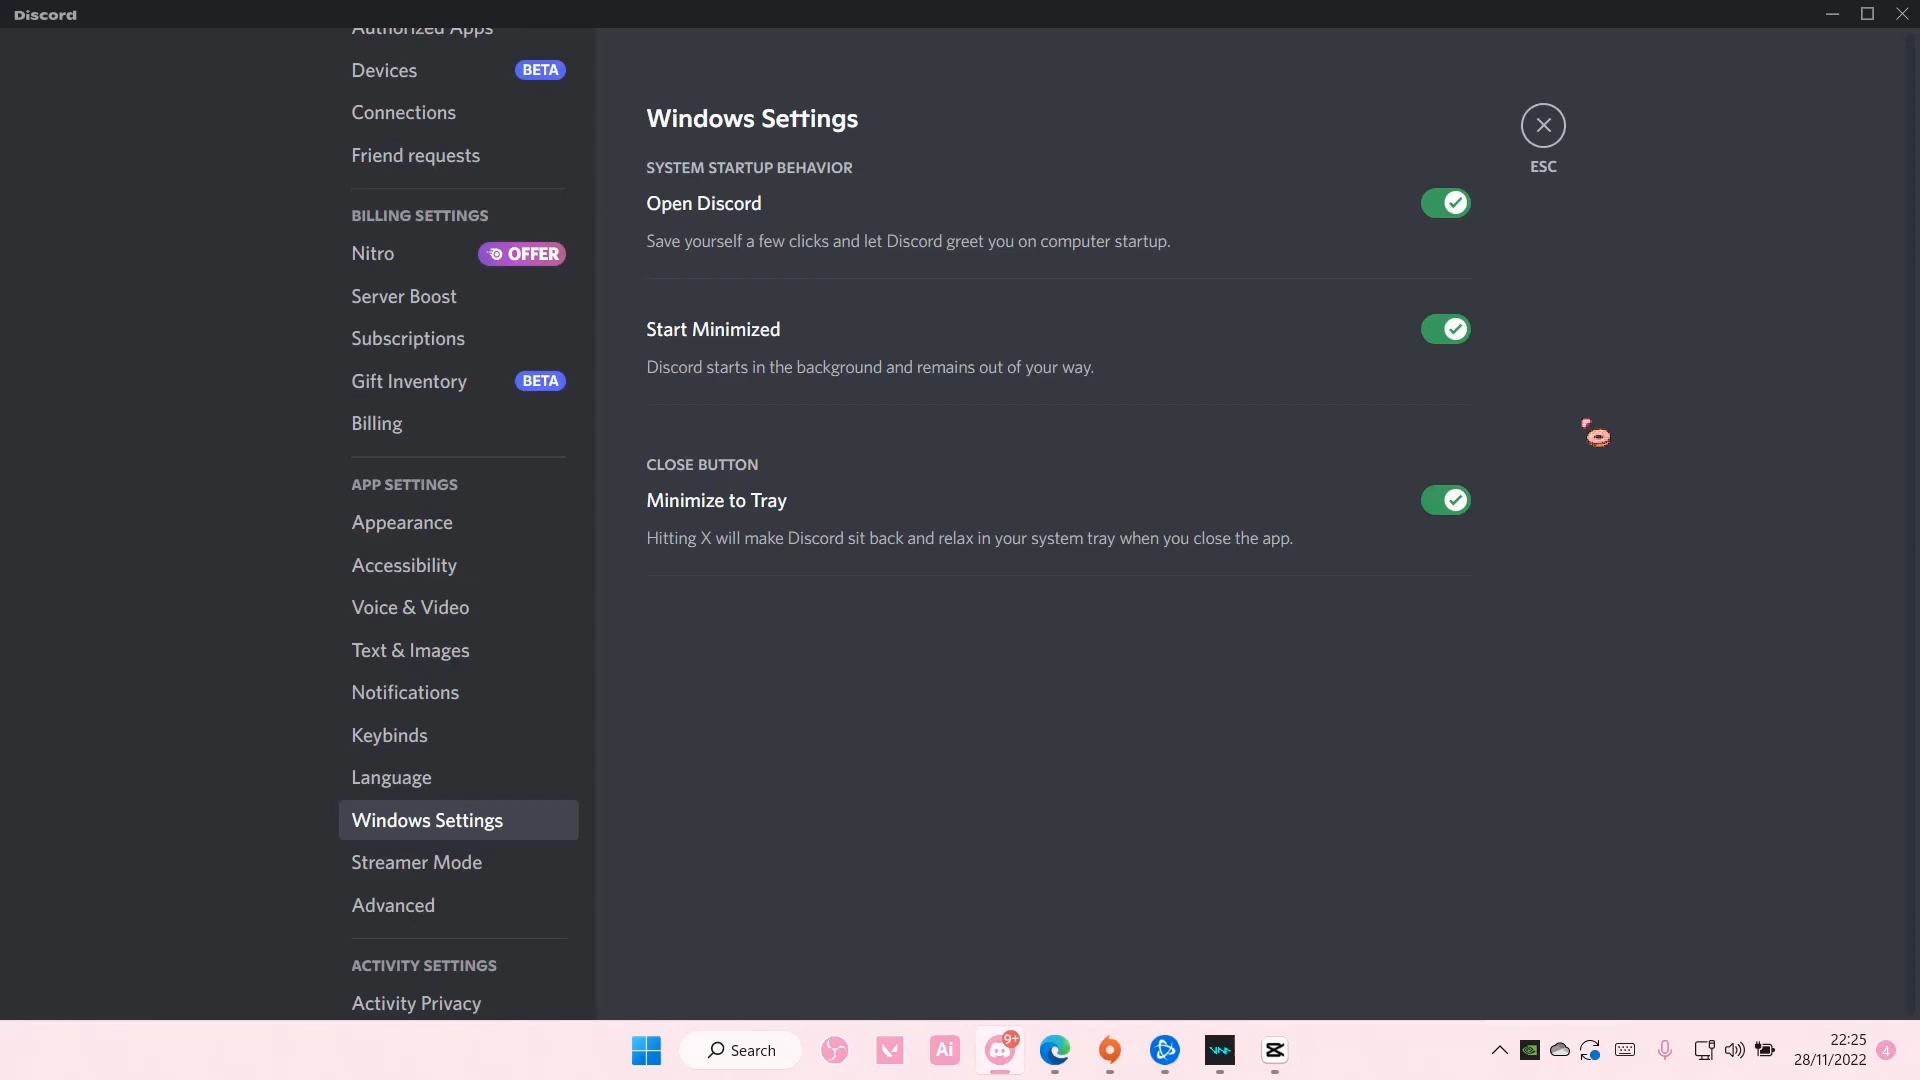 Discord
Authorized Apps
Devices BETA
Connections
Friend requests
BILLING SETTINGS
Nitro OFFER
Server Boost
Subscriptions
Gift Inventory BETA
Billing
APP SETTINGS
Appearance
Accessibility
Voice & Video
Text & Images
Notifications
Keybinds
Language
Windows Settings
Streamer Mode
Advanced
ACTIVITY SETTINGS
Activity Privacy
Windows Settings
ESC
SYSTEM STARTUP BEHAVIOR
Open Discord
Save yourself a few clicks and let Discord greet you on computer startup.
Start Minimized
Discord starts in the background and remains out of your way.
CLOSE BUTTON
Minimize to Tray
Hitting X will make Discord sit back and relax in your system tray when you close the app.
Search
Ai
9+
VN
22:25
28/11/2022
4